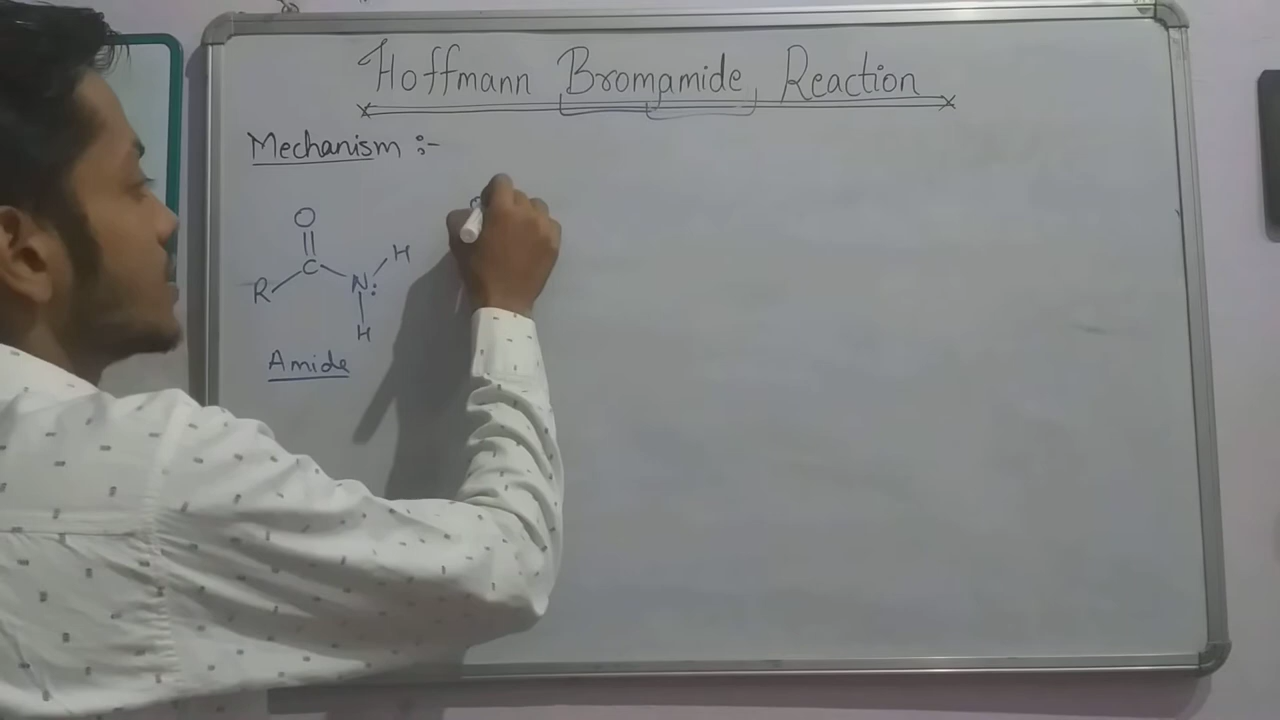 Hoffmann Bromamide Reaction
Mechanism :-
O
||
C
H
R
N:
H
Amide